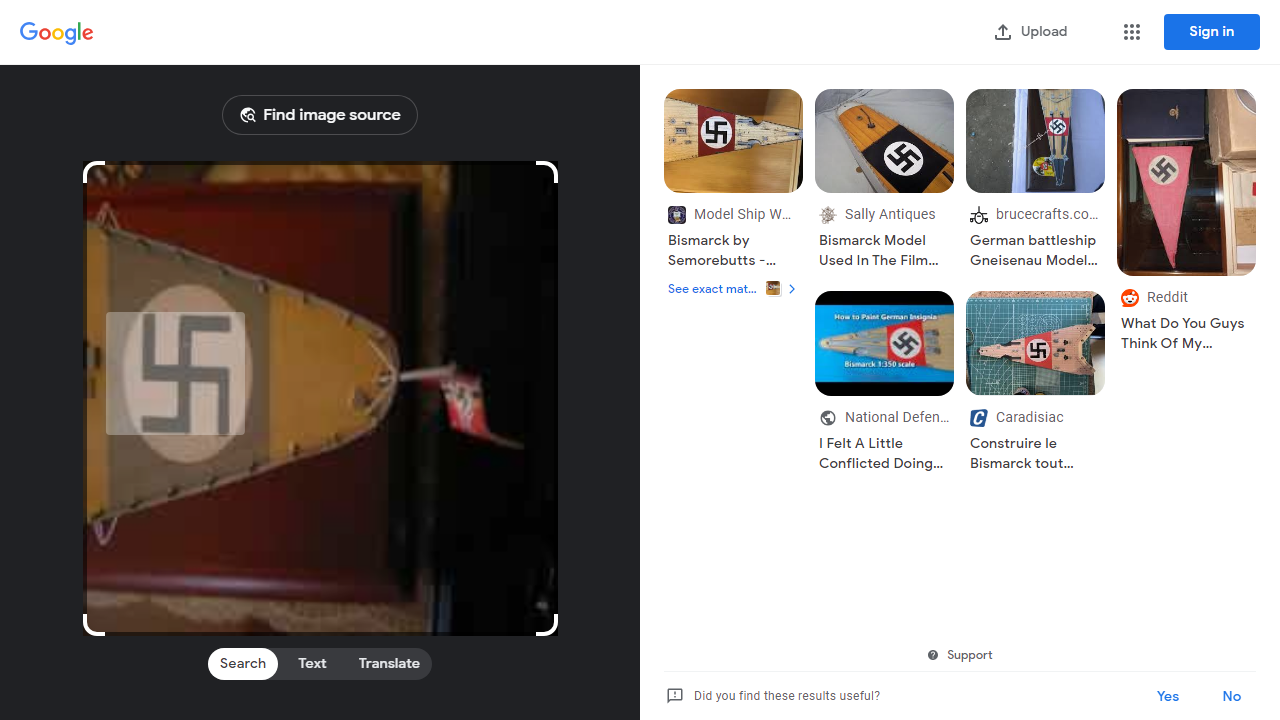 Google
Upload
Sign in
Find image source
Search
Text
Translate
Model Ship W...
Bismarck by
Semorebutts -...
See exact mat...
Sally Antiques
Bismarck Model
Used In The Film...
brucecrafts.co...
German battleship
Gneisenau Model...
Reddit
What Do You Guys
Think Of My...
How to Paint German Insignia
Bismarck 1:350 scale
National Defen...
I Felt A Little
Conflicted Doing...
Caradisiac
Construire le
Bismarck tout...
Support
Did you find these results useful?
Yes
No